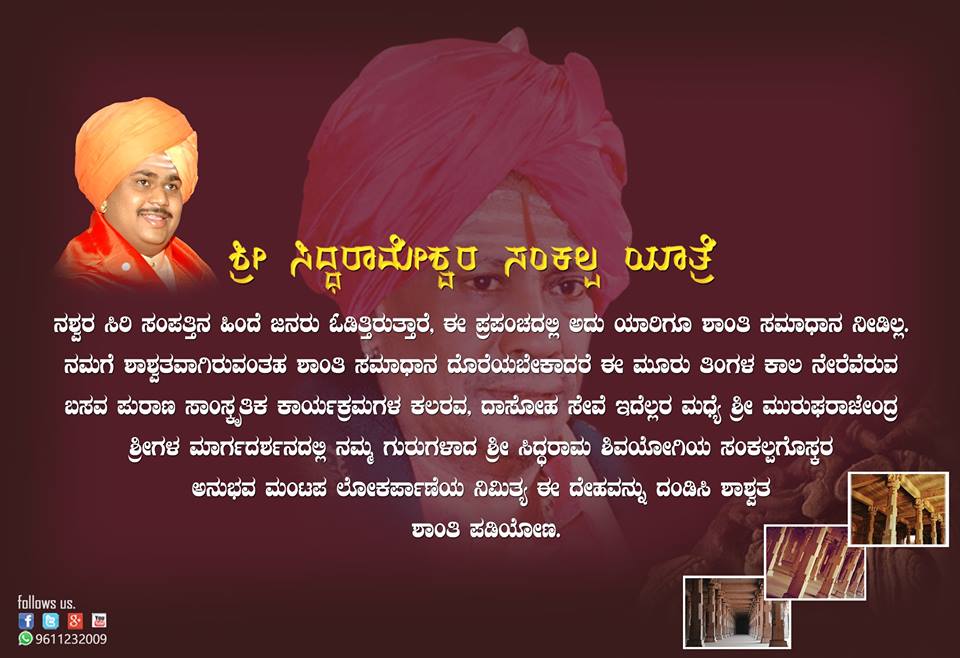 ಶ್ರೀ ಸಿದ್ಧರಾಮೇಶ್ವರ ಸಂಕಲ್ಪ ಯಾತ್ರೆ
ನಶ್ವರ ಸಿರಿ ಸಂಪತ್ತಿನ ಹಿಂದೆ ಜನರು ಓಡಿತ್ತಿರುತ್ತಾರೆ, ಈ ಪ್ರಪಂಚದಲ್ಲಿ ಅದು ಯಾರಿಗೂ ಶಾಂತಿ ಸಮಾಧಾನ ನೀಡಿಲ್ಲ.
ನಮಗೆ ಶಾಶ್ವತವಾಗಿರುವಂತಹ ಶಾಂತಿ ಸಮಾಧಾನ ದೊರೆಯಬೇಕಾದರೆ ಈ ಮೂರು ತಿಂಗಳ ಕಾಲ ನೇರೆವೆರುವ
ಬಸವ ಪುರಾಣ ಸಾಂಸ್ಕೃತಿಕ ಕಾರ್ಯಕ್ರಮಗಳ ಕಲರವ, ದಾಸೋಹ ಸೇವೆ ಇದೆಲ್ಲರ ಮಧ್ಯೆ ಶ್ರೀ ಮುರುಘರಾಜೇಂದ್ರ
ಶ್ರೀಗಳ ಮಾರ್ಗದರ್ಶನದಲ್ಲಿ ನಮ್ಮ ಗುರುಗಳಾದ ಶ್ರೀ ಸಿದ್ಧರಾಮ ಶಿವಯೋಗಿಯ ಸಂಕಲ್ಪಗೊಸ್ಕರ
ಅನುಭವ ಮಂಟಪ ಲೋಕರ್ಪಾಣೆಯ ನಿಮಿತ್ಯ ಈ ದೇಹವನ್ನು ದಂಡಿಸಿ ಶಾಶ್ವತ
ಶಾಂತಿ ಪಡಿಯೋಣ.
follows us.
9611232009